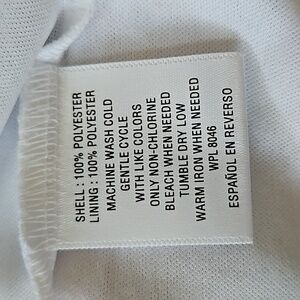 SHELL : 100% POLYESTER
LINING : 100% POLYESTER
MACHINE WASH COLD
GENTLE CYCLE
WITH LIKE COLORS
ONLY NON-CHLORINE
BLEACH WHEN NEEDED
TUMBLE DRY LOW
WARM IRON WHEN NEEDED
WPL 8046
ESPAÑOL EN REVERSO